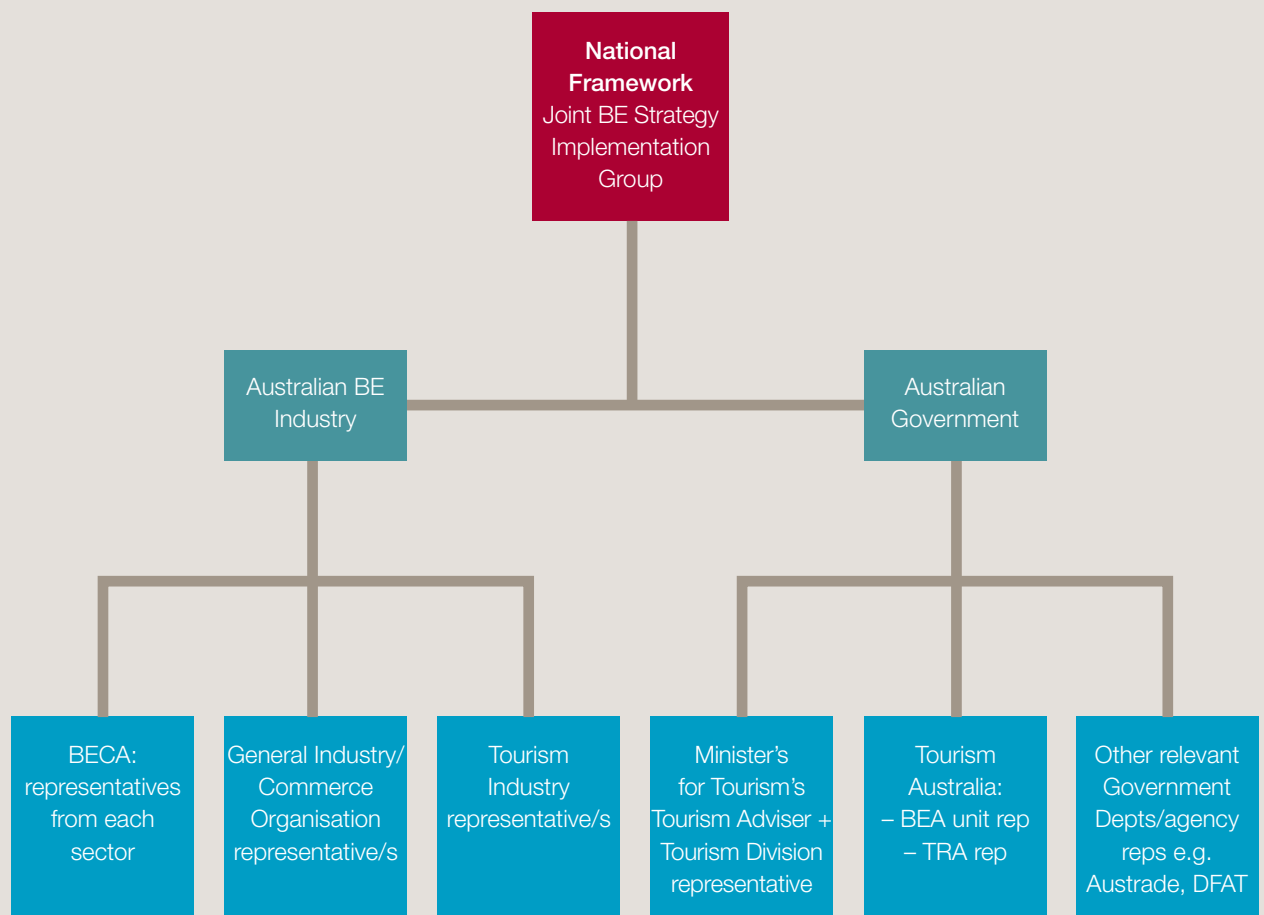 National
Framework
Joint BE Strategy
Implementation
Group
Australian BE
Industry
Australian
Government
BECA:
representatives
from each
sector
General Industry/
Commerce
Organisation
representative/s
Tourism
Industry
representative/s
Minister’s
for Tourism’s
Tourism Adviser +
Tourism Division
representative
Tourism
Australia:
– BEA unit rep
– TRA rep
Other relevant
Government
Depts/agency
reps e.g.
Austrade, DFAT